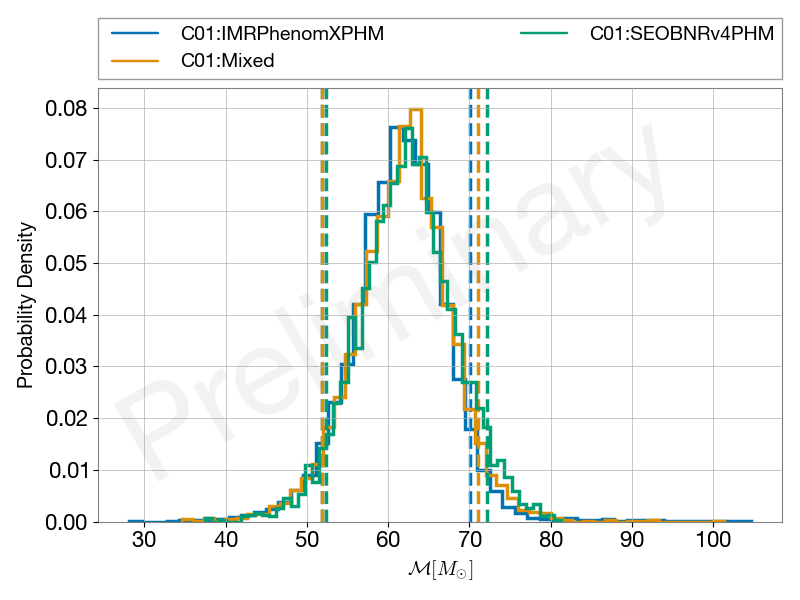 C01:IMRPhenomXPHM
C01:Mixed
C01:SEOBNRv4PHM
Preliminary
Probability Density
0.08
0.07
0.06
0.05
0.04
0.03
0.02
0.01
0.00
30 40 50 60 70 80 90 100
ℳ[M☉]